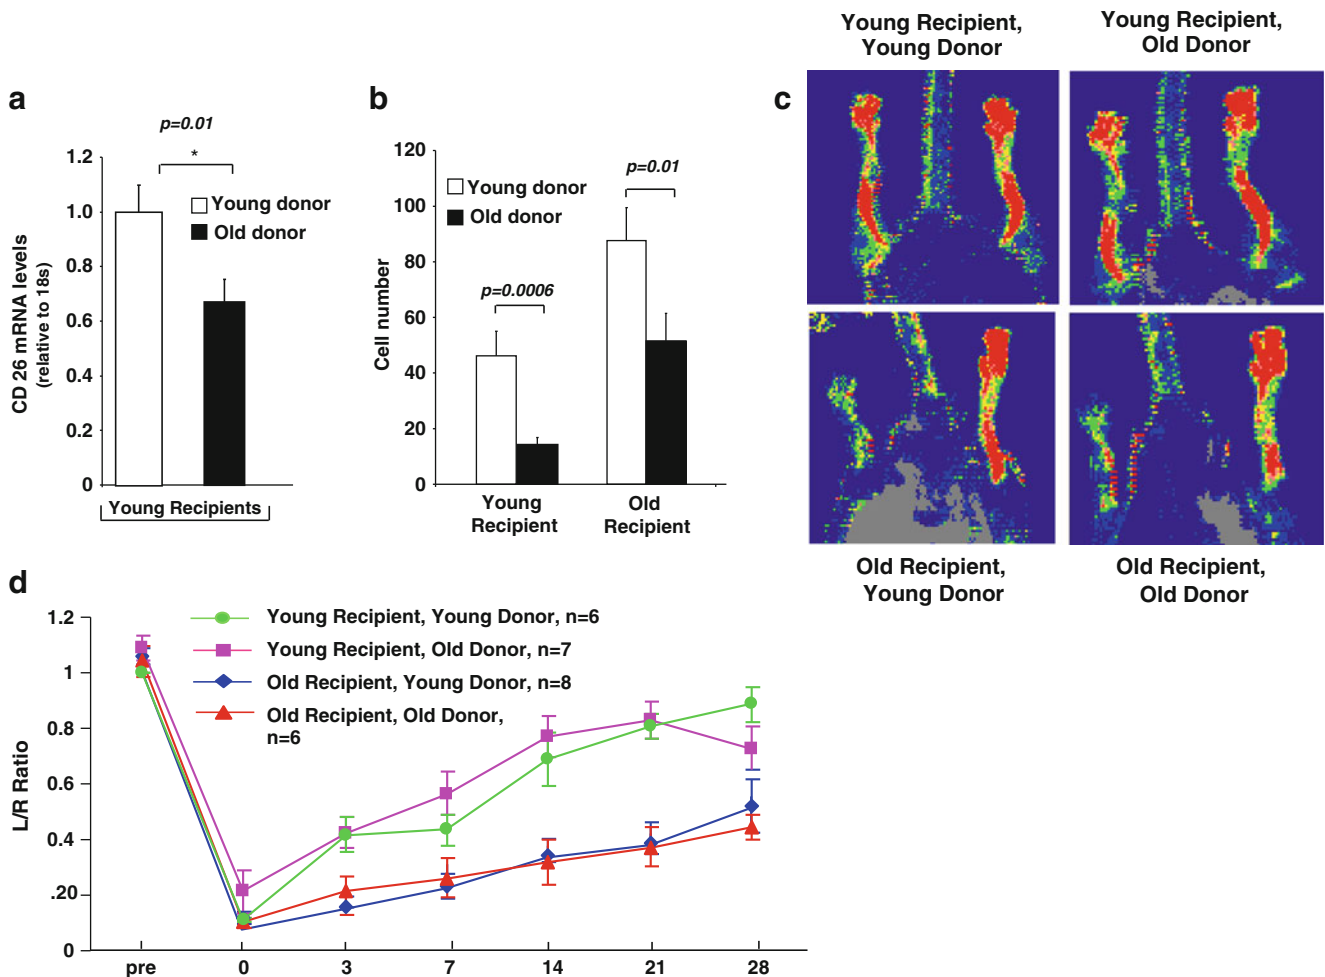 a
p=0.01
*
1.2
1.0
0.8
0.6
0.4
0.2
0
CD 26 mRNA levels
(relative to 18s)
Young donor
Old donor
Young Recipients
b
120
100
80
60
40
20
0
Cell number
Young donor
Old donor
p=0.0006
p=0.01
Young
Recipient
Old
Recipient
c
Young Recipient,
Young Donor
Young Recipient,
Old Donor
Old Recipient,
Young Donor
Old Recipient,
Old Donor
d
1.2
1
0.8
0.6
0.4
.20
0
L/R Ratio
Young Recipient, Young Donor, n=6
Young Recipient, Old Donor, n=7
Old Recipient, Young Donor, n=8
Old Recipient, Old Donor,
n=6
pre
0
3
7
14
21
28